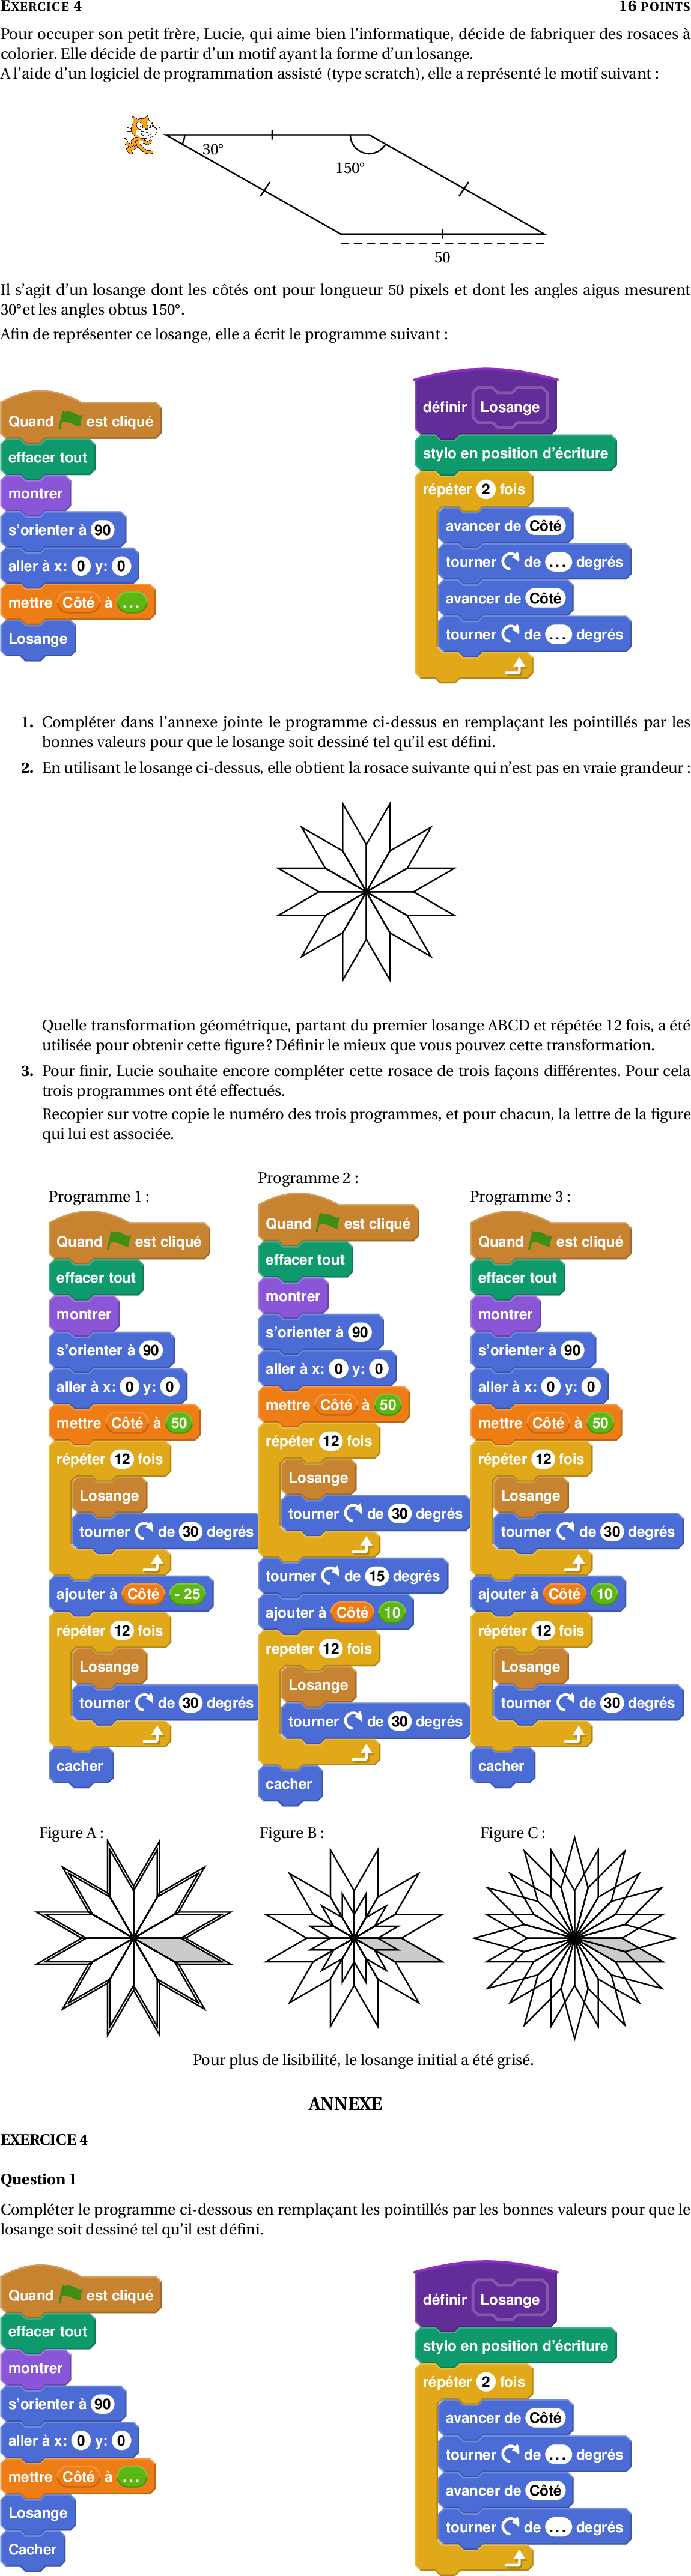 EXERCICE 4 16 POINTS
Pour occuper son petit frère, Lucie, qui aime bien l'informatique, décide de fabriquer des rosaces à
colorier. Elle décide de partir d'un motif ayant la forme d'un losange.
A l'aide d'un logiciel de programmation assisté (type scratch), elle a représenté le motif suivant :
30°
150°
50
Il s'agit d'un losange dont les côtés ont pour longueur 50 pixels et dont les angles aigus mesurent
30°et les angles obtus 150°.
Afin de représenter ce losange, elle a écrit le programme suivant :
Quand est cliqué
effacer tout
montrer
s'orienter à 90
aller à x: 0 y: 0
mettre Côté à ...
Losange
définir Losange
stylo en position d'écriture
répéter 2 fois
avancer de Côté
tourner de ... degrés
avancer de Côté
tourner de ... degrés
1. Compléter dans l'annexe jointe le programme ci-dessus en remplaçant les pointillés par les
bonnes valeurs pour que le losange soit dessiné tel qu'il est défini.
2. En utilisant le losange ci-dessus, elle obtient la rosace suivante qui n'est pas en vraie grandeur :
Quelle transformation géométrique, partant du premier losange ABCD et répétée 12 fois, a été
utilisée pour obtenir cette figure? Définir le mieux que vous pouvez cette transformation.
3. Pour finir, Lucie souhaite encore compléter cette rosace de trois façons différentes. Pour cela
trois programmes ont été effectués.
Recopier sur votre copie le numéro des trois programmes, et pour chacun, la lettre de la figure
qui lui est associée.
Programme 1 :
Quand est cliqué
effacer tout
montrer
s'orienter à 90
aller à x: 0 y: 0
mettre Côté à 50
répéter 12 fois
Losange
tourner de 30 degrés
ajouter à Côté - 25
répéter 12 fois
Losange
tourner de 30 degrés
cacher
Programme 2 :
Quand est cliqué
effacer tout
montrer
s'orienter à 90
aller à x: 0 y: 0
mettre Côté à 50
répéter 12 fois
Losange
tourner de 30 degrés
tourner de 15 degrés
ajouter à Côté 10
repeter 12 fois
Losange
tourner de 30 degrés
cacher
Programme 3 :
Quand est cliqué
effacer tout
montrer
s'orienter à 90
aller à x: 0 y: 0
mettre Côté à 50
répéter 12 fois
Losange
tourner de 30 degrés
ajouter à Côté 10
répéter 12 fois
Losange
tourner de 30 degrés
cacher
Figure A :
Figure B :
Figure C :
Pour plus de lisibilité, le losange initial a été grisé.
ANNEXE
EXERCICE 4
Question 1
Compléter le programme ci-dessous en remplaçant les pointillés par les bonnes valeurs pour que le
losange soit dessiné tel qu'il est défini.
Quand est cliqué
effacer tout
montrer
s'orienter à 90
aller à x: 0 y: 0
mettre Côté à ...
Losange
Cacher
définir Losange
stylo en position d'écriture
répéter 2 fois
avancer de Côté
tourner de ... degrés
avancer de Côté
tourner de ... degrés